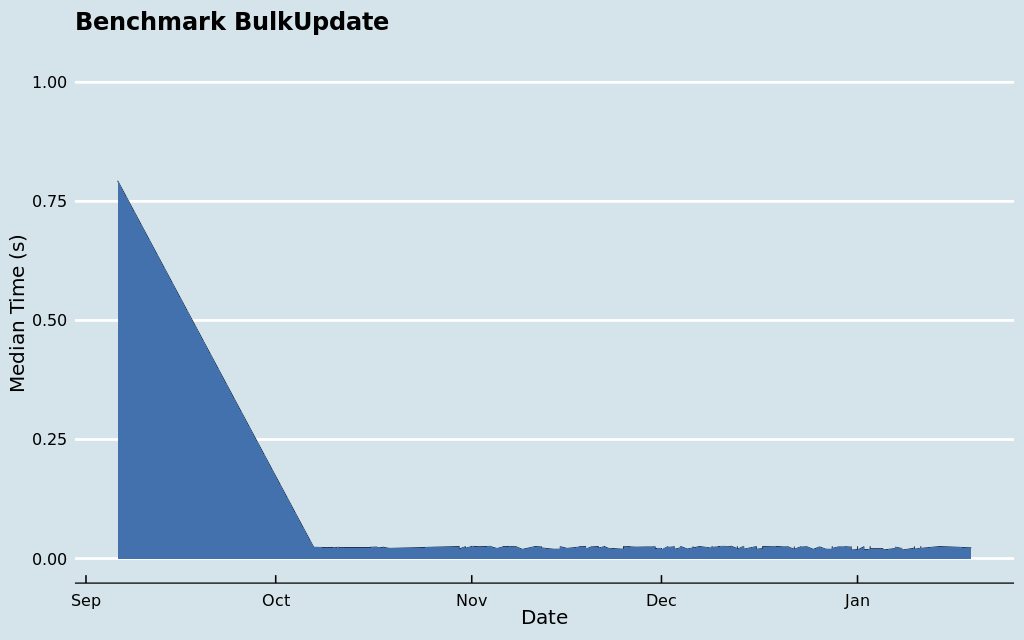 Benchmark BulkUpdate
1.00
0.75
0.50
0.25
0.00
Median Time (s)
Sep
Oct
Nov
Dec
Jan
Date